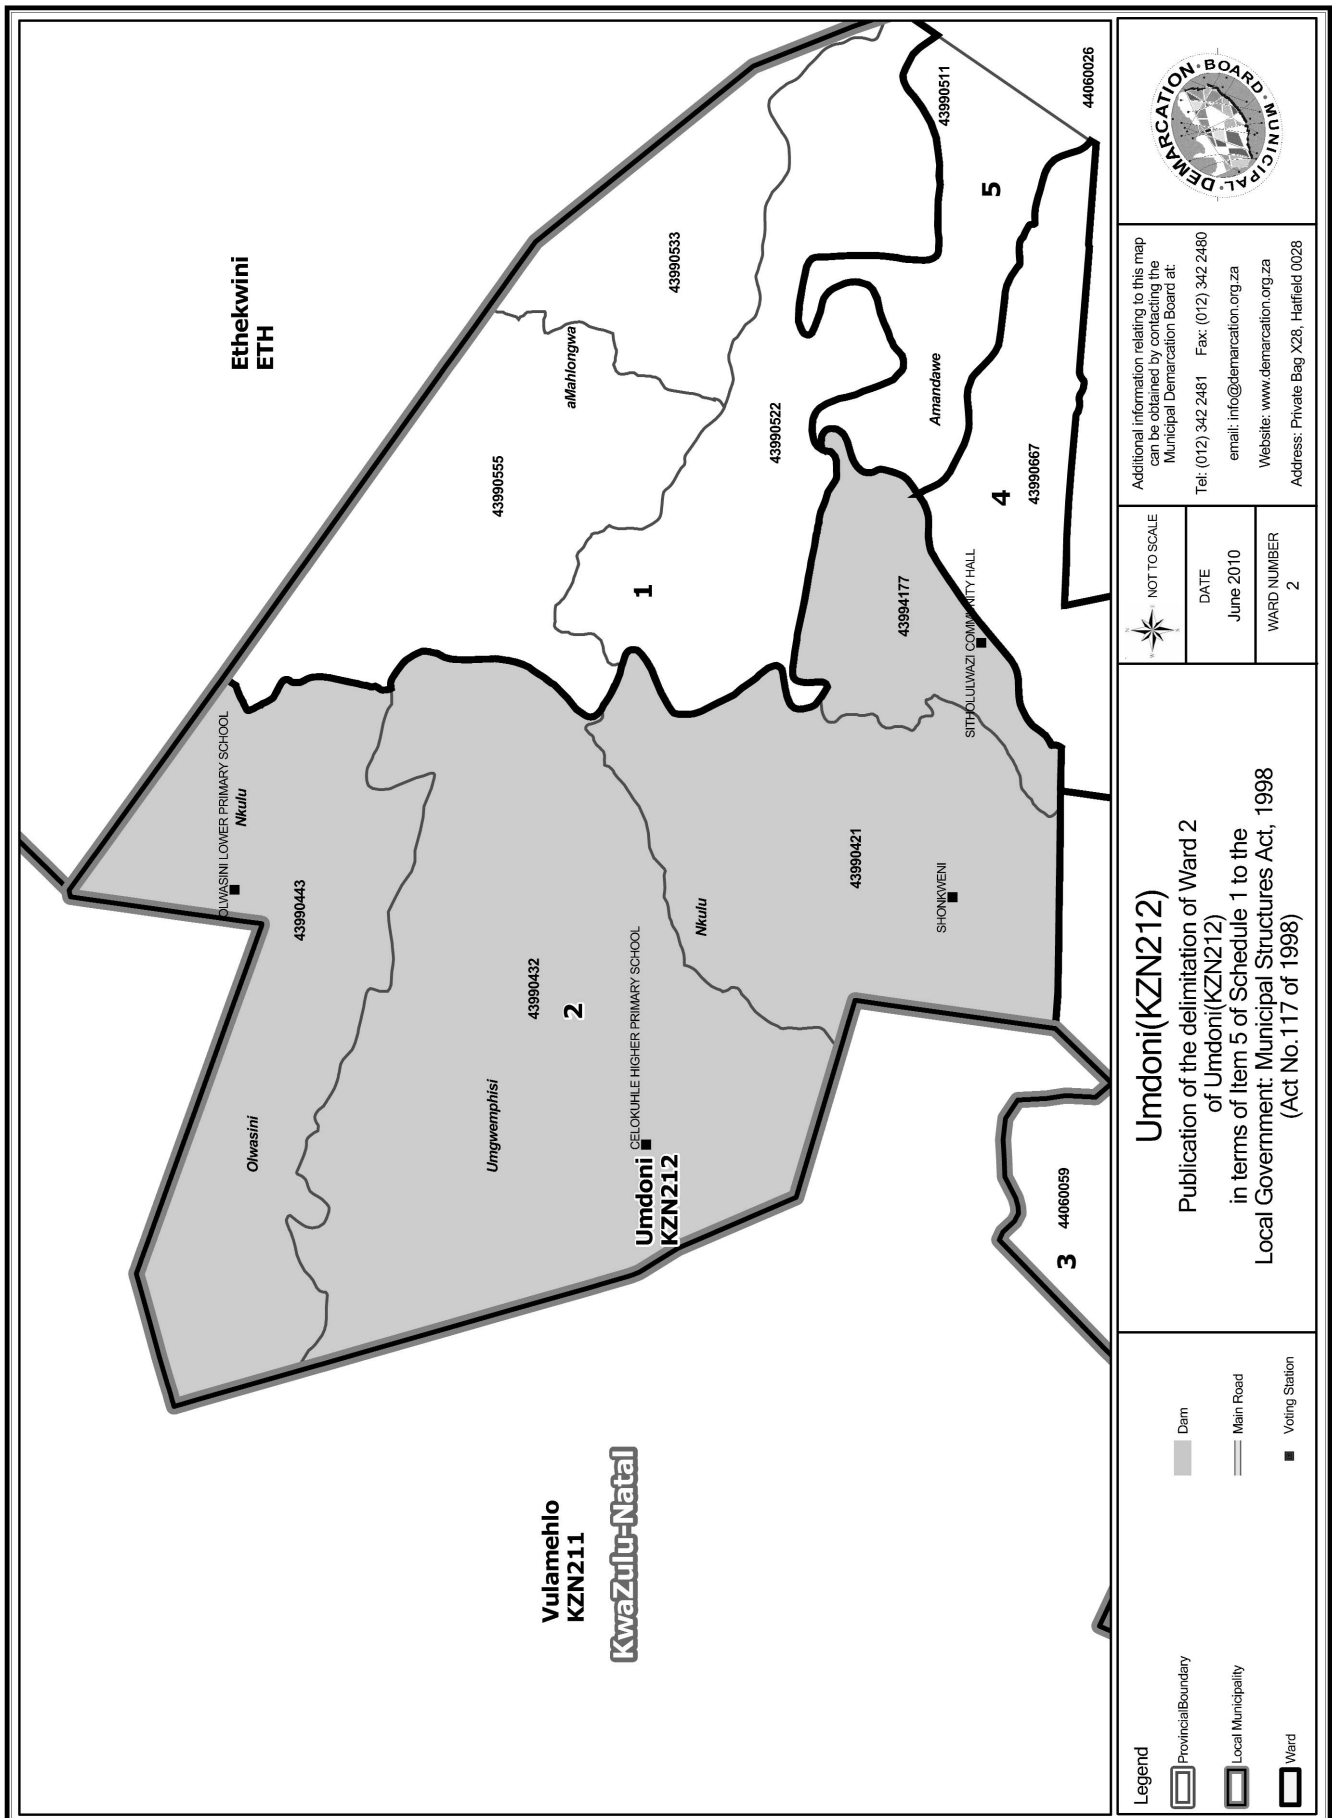 Ethekwini
ETH
Vulamehlo
KZN211
KwaZulu-Natal
OLWASINI LOWER PRIMARY SCHOOL
Nkulu
43990443
Olwasini
43990432
2
Umgwemphisi
CELOKUHLE HIGHER PRIMARY SCHOOL
Umdoni
KZN212
Nkulu
43990421
SHONKWENI
43994177
SITHOLULWAZI COMMUNITY HALL
aMahlongwa
43990555
43990533
1
43990522
Amandawe
43990511
5
44060026
4
43990667
3
44060059
Legend
ProvincialBoundary
Local Municipality
Ward
Dam
Main Road
Voting Station
Umdoni(KZN212)
Publication of the delimitation of Ward 2
of Umdoni(KZN212)
in terms of Item 5 of Schedule 1 to the
Local Government: Municipal Structures Act, 1998
(Act No.117 of 1998)
NOT TO SCALE
DATE
June 2010
WARD NUMBER
2
Additional information relating to this map
can be obtained by contacting the
Municipal Demarcation Board at:
Tel: (012) 342 2481 Fax: (012) 342 2480
email: info@demarcation.org.za
Website: www.demarcation.org.za
Address: Private Bag X28, Hatfield 0028
MUNICIPAL · DEMARCATION · BOARD ·